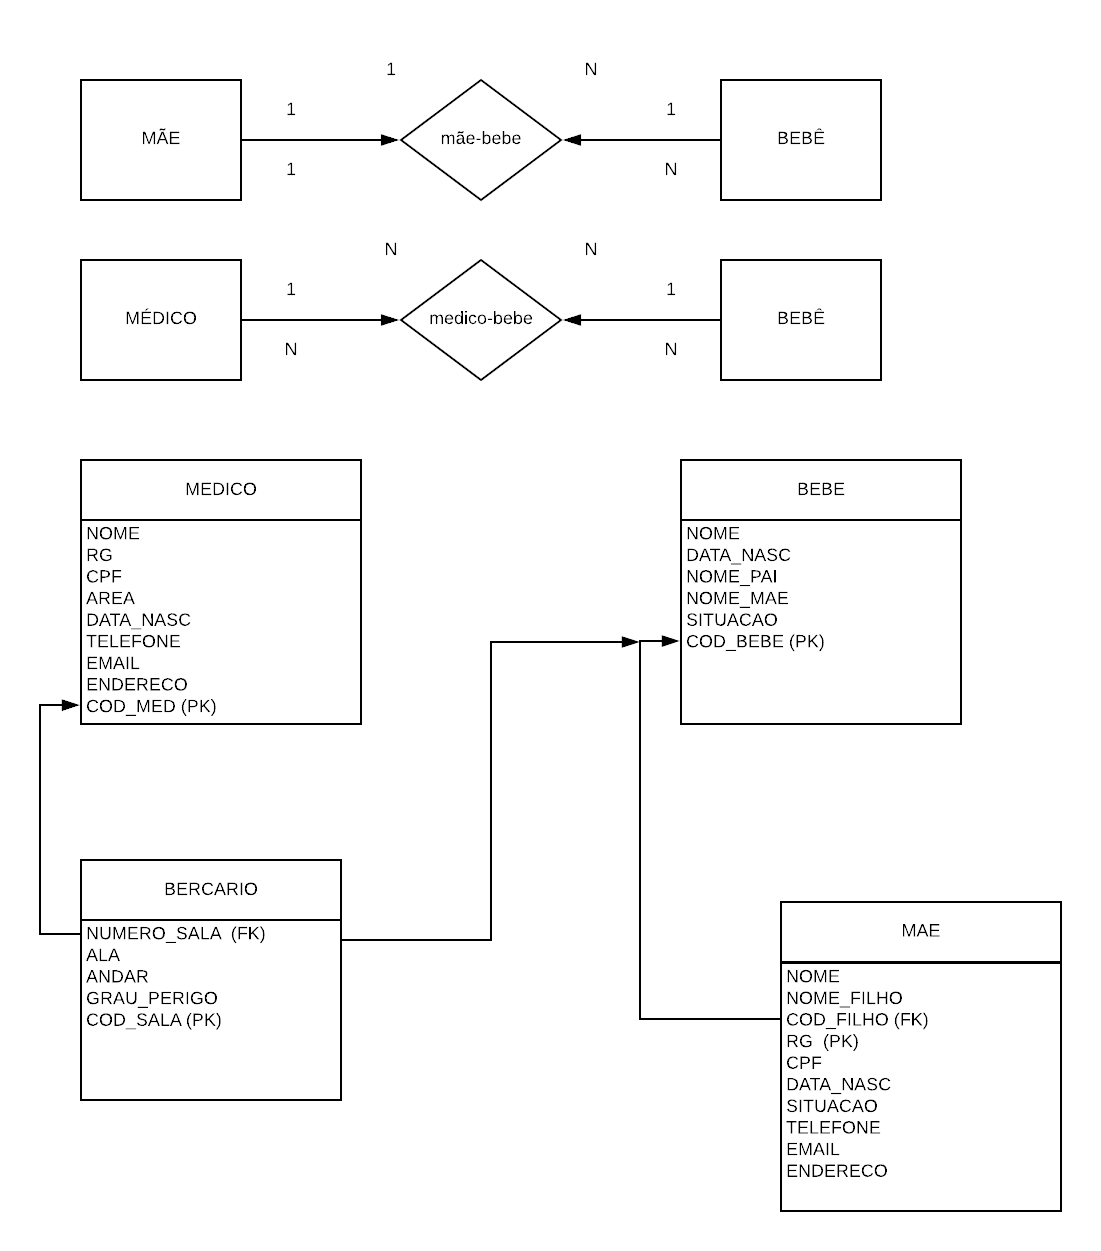 1
N
1
1
MÃE
mãe-bebe
BEBÊ
1
N
N
N
1
1
MÉDICO
medico-bebe
BEBÊ
N
N
MEDICO
NOME
RG
CPF
AREA
DATA_NASC
TELEFONE
EMAIL
ENDERECO
COD_MED (PK)
BEBE
NOME
DATA_NASC
NOME_PAI
NOME_MAE
SITUACAO
COD_BEBE (PK)
BERCARIO
NUMERO_SALA (FK)
ALA
ANDAR
GRAU_PERIGO
COD_SALA (PK)
MAE
NOME
NOME_FILHO
COD_FILHO (FK)
RG (PK)
CPF
DATA_NASC
SITUACAO
TELEFONE
EMAIL
ENDERECO